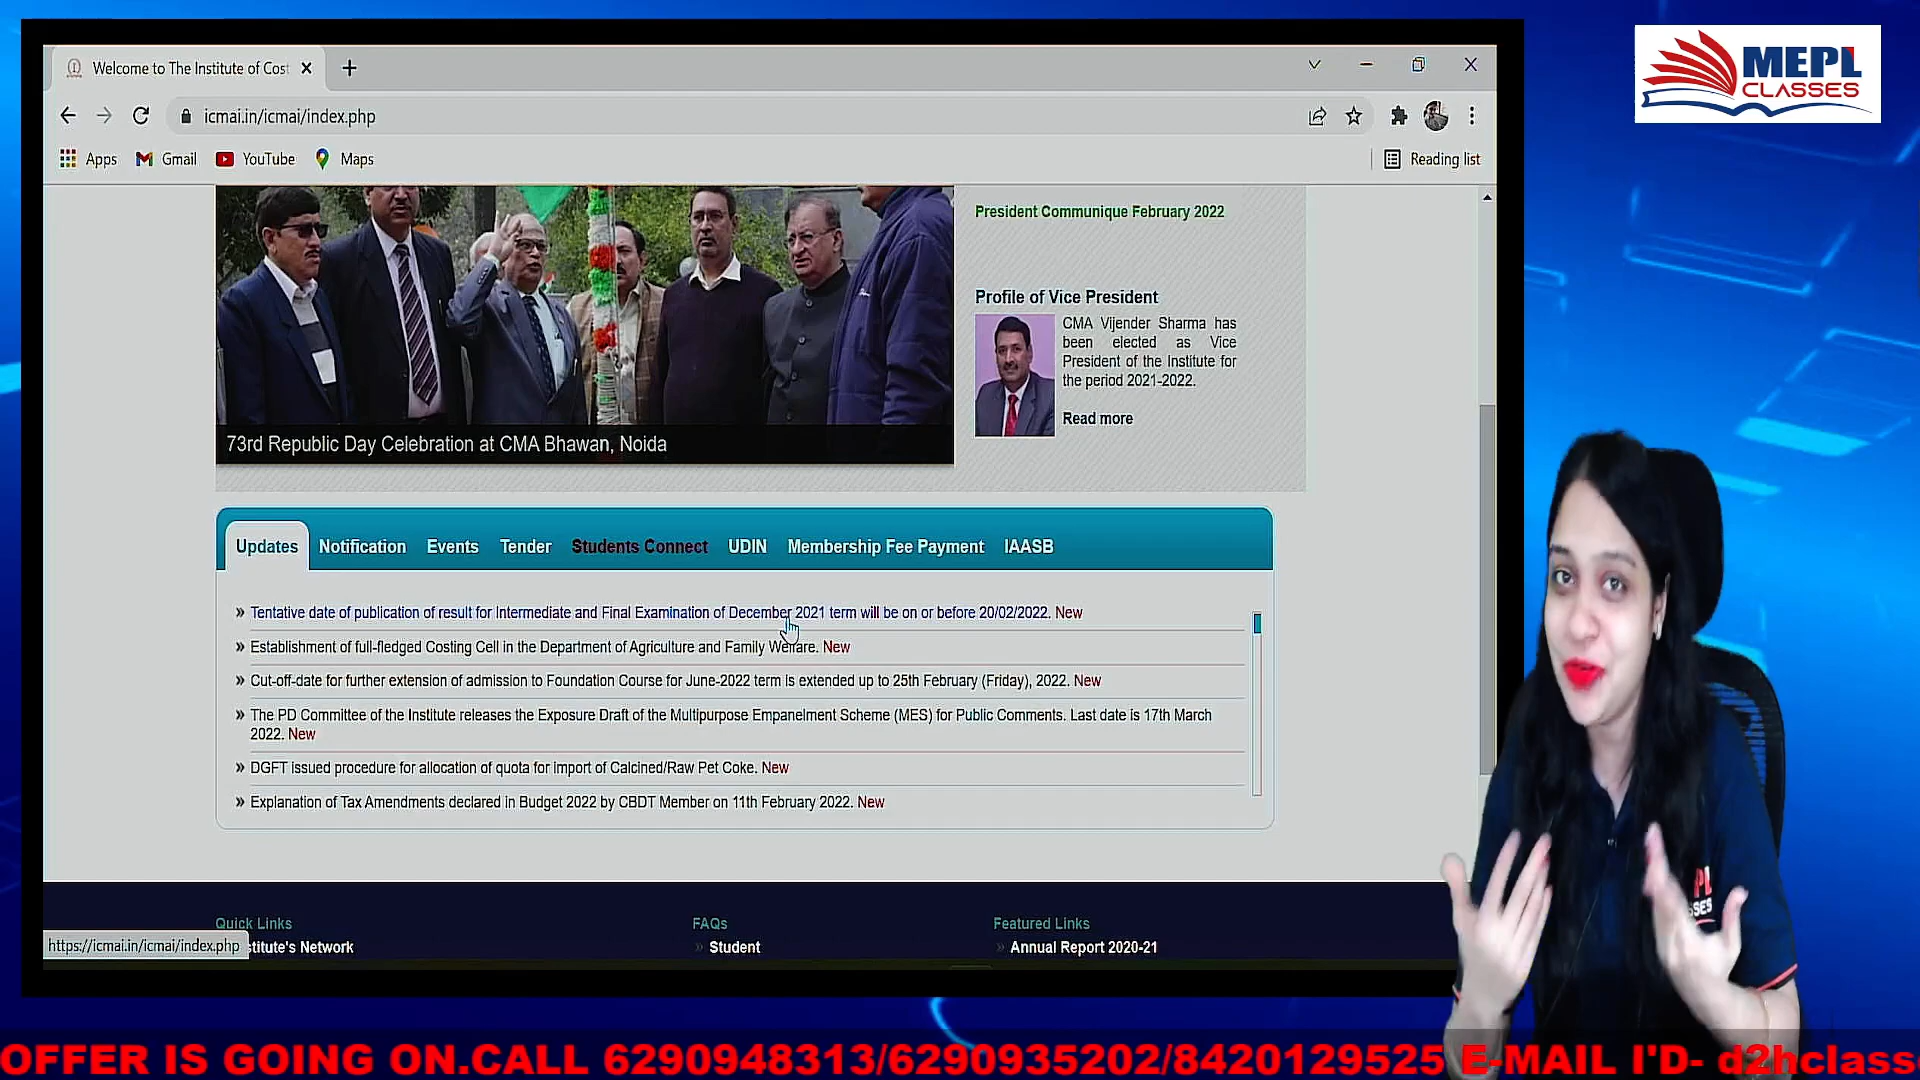 Welcome to The Institute of Cost
MEPL
CLASSES
icmai.in/icmai/index.php
Apps
Gmail
YouTube
Maps
Reading list
President Communique February 2022
Profile of Vice President
CMA Vijender Sharma has
been elected as Vice
President of the Institute for
the period 2021-2022.
Read more
73rd Republic Day Celebration at CMA Bhawan, Noida
Updates Notification Events Tender Students Connect UDIN Membership Fee Payment IAASB
» Tentative date of publication of result for Intermediate and Final Examination of December 2021 term will be on or before 20/02/2022. New
» Establishment of full-fledged Costing Cell in the Department of Agriculture and Family Welfare. New
» Cut-off-date for further extension of admission to Foundation Course for June-2022 term is extended up to 25th February (Friday), 2022. New
» The PD Committee of the Institute releases the Exposure Draft of the Multipurpose Empanelment Scheme (MES) for Public Comments. Last date is 17th March
2022. New
» DGFT issued procedure for allocation of quota for import of Calcined/Raw Pet Coke. New
» Explanation of Tax Amendments declared in Budget 2022 by CBDT Member on 11th February 2022. New
Quick Links
FAQs
Featured Links
https://icmai.in/icmai/index.php
stitute's Network
» Student
» Annual Report 2020-21
OFFER IS GOING ON.CALL 6290948313/6290935202/8420129525 E-MAIL I'D- d2hclass